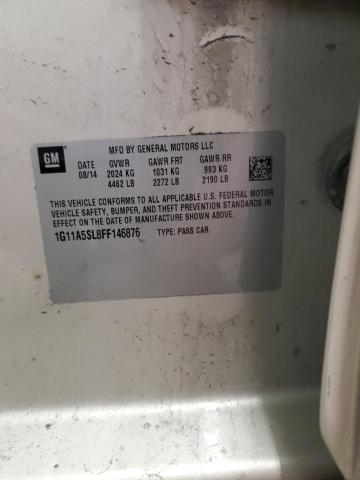 MFD BY GENERAL MOTORS LLC
GM
DATE GVWR GAWR FRT GAWR RR
08/14 2024 KG 1031 KG 993 KG
4462 LB 2272 LB 2190 LB
THIS VEHICLE CONFORMS TO ALL APPLICABLE U.S. FEDERAL MOTOR
VEHICLE SAFETY, BUMPER, AND THEFT PREVENTION STANDARDS
IN EFFECT ON THE DATE OF MANUFACTURE SHOWN ABOVE.
1G11A5SL8FF146876 TYPE: PASS CAR